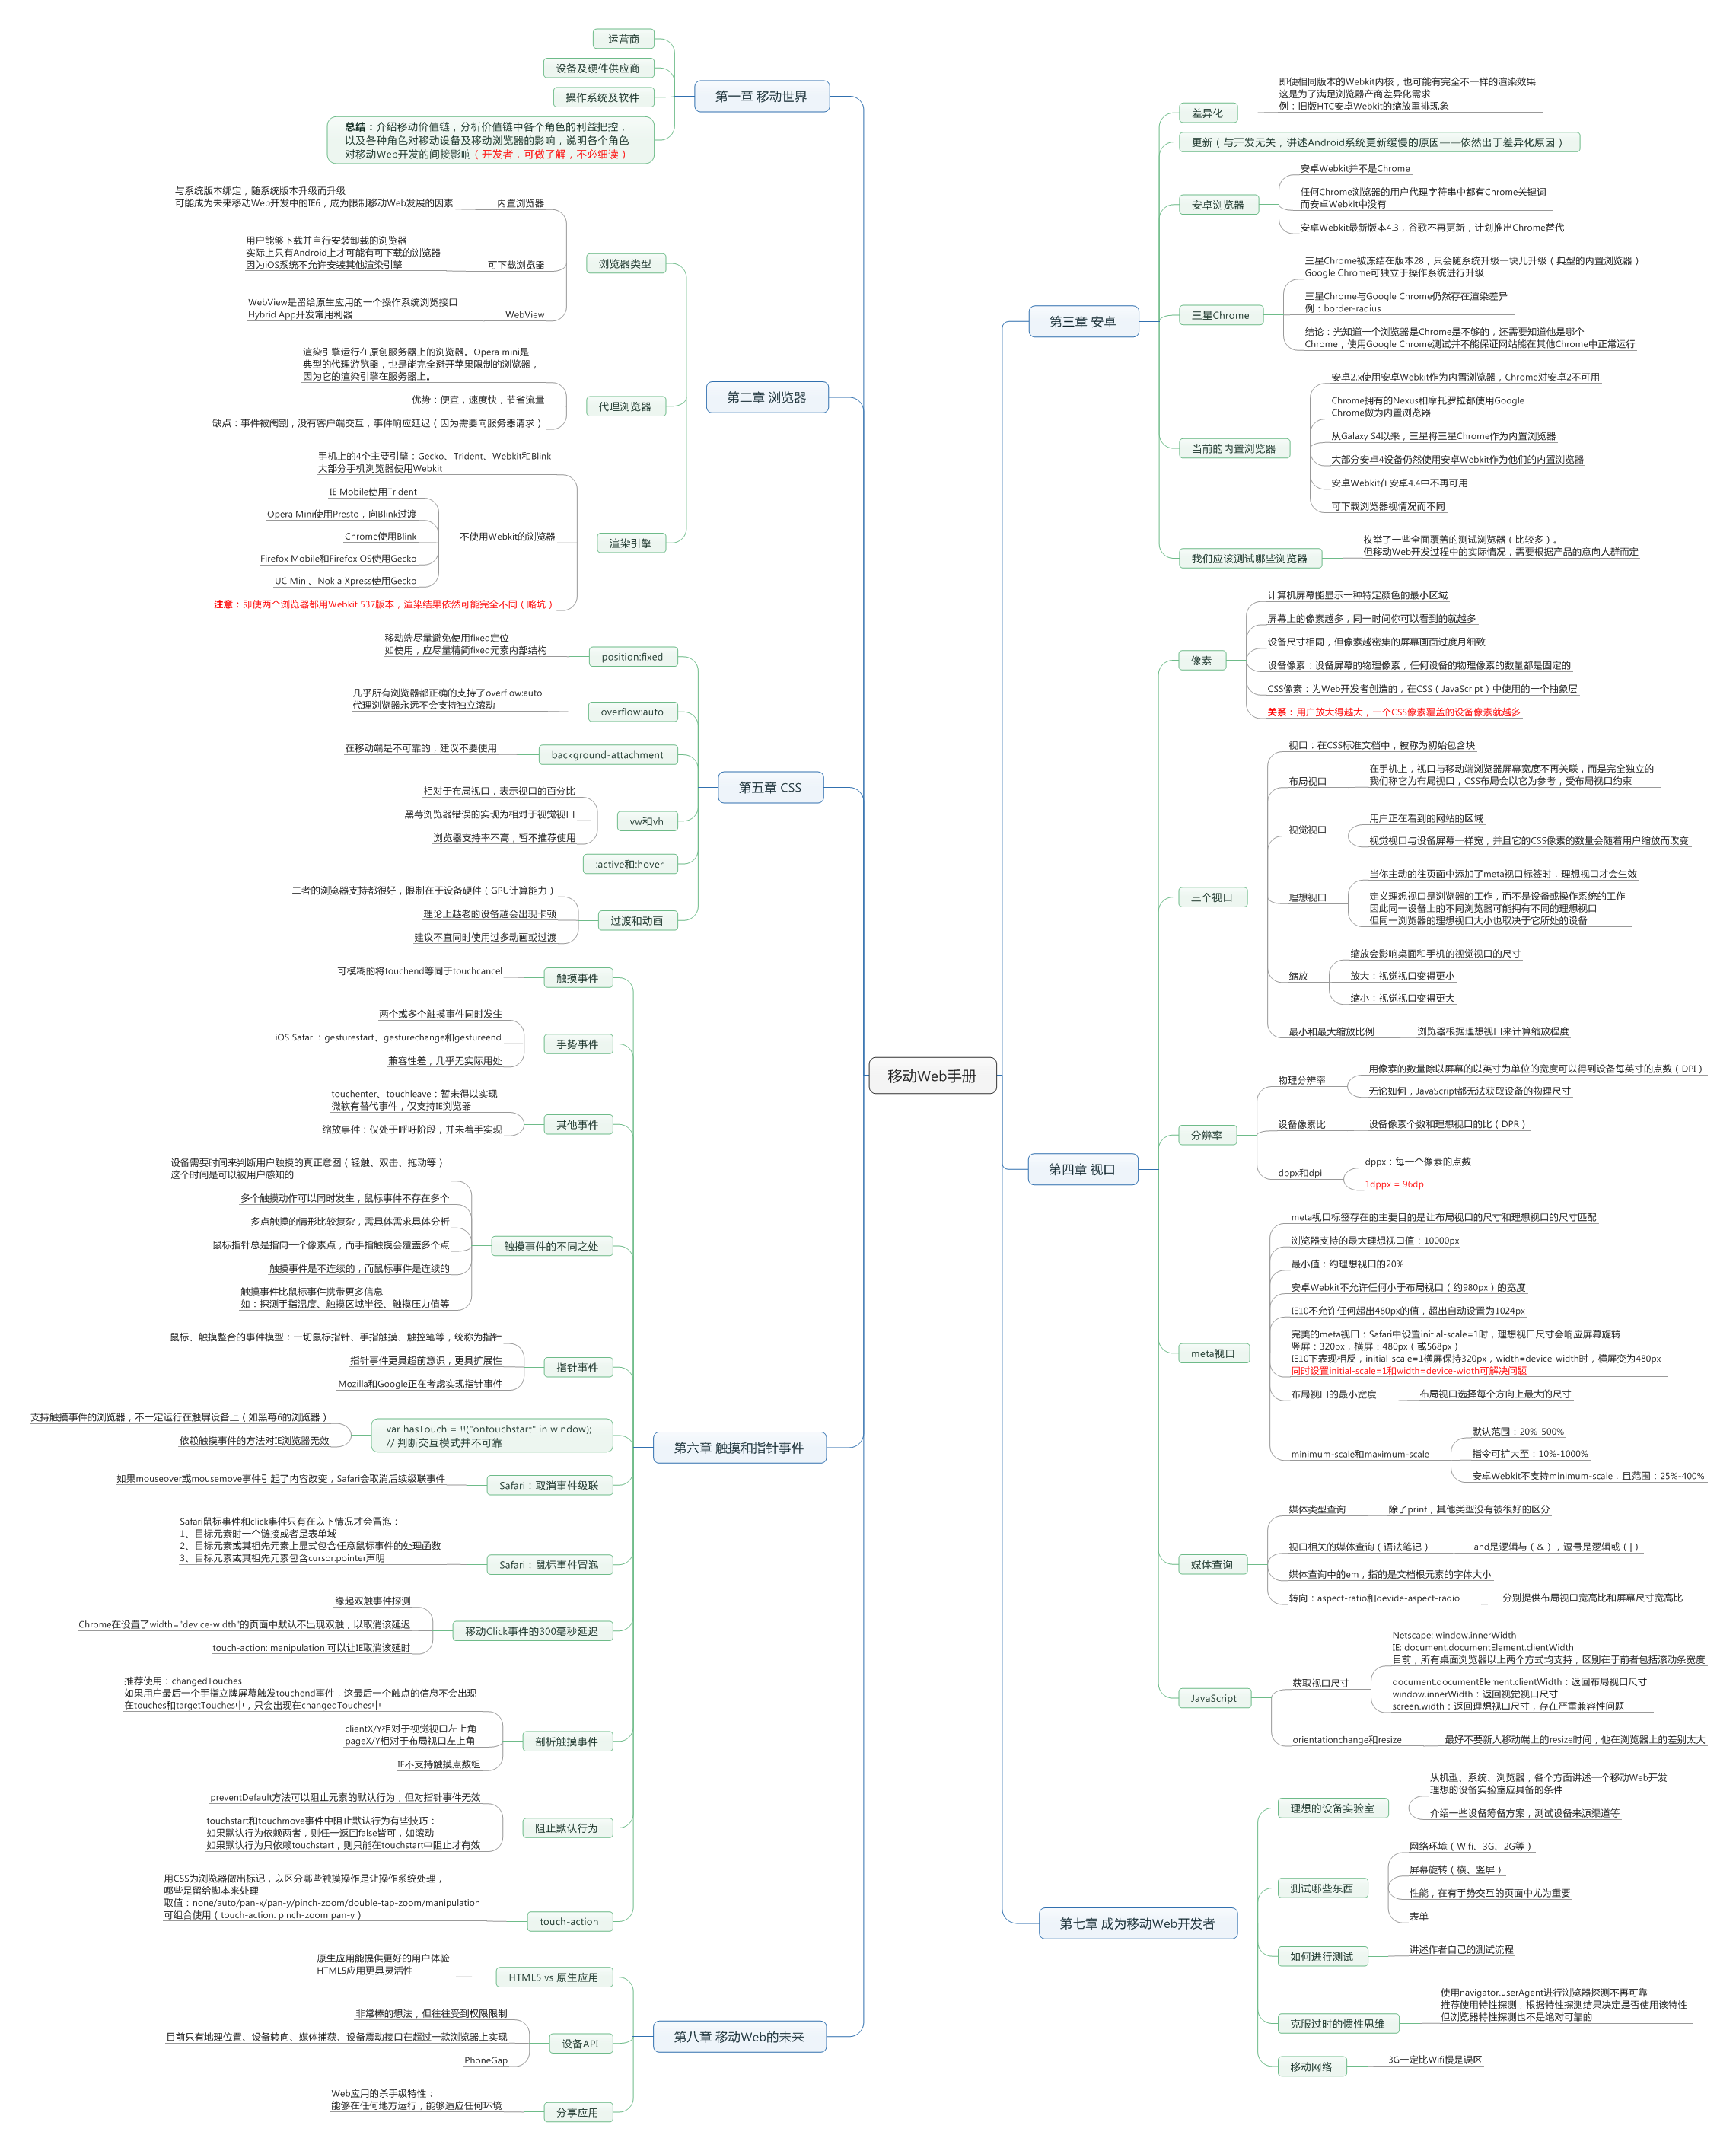 移动Web手册
第一章 移动世界
运营商
设备及硬件供应商
操作系统及软件
总结：介绍移动价值链，分析价值链中各个角色的利益把控，
以及各种角色对移动设备及移动浏览器的影响，说明各个角色
对移动Web开发的间接影响（开发者，可做了解，不必细读）
第二章 浏览器
浏览器类型
内置浏览器
与系统版本绑定，随系统版本升级而升级
可能成为未来移动Web开发中的IE6，成为限制移动Web发展的因素
可下载浏览器
用户能够下载并自行安装卸载的浏览器
实际上只有Android上才可能有可下载的浏览器
因为iOS系统不允许安装其他渲染引擎
WebView
WebView是留给原生应用的一个操作系统浏览接口
Hybrid App开发常用利器
代理浏览器
渲染引擎运行在原创服务器上的浏览器。Opera mini是
典型的代理游览器，也是能完全避开苹果限制的浏览器，
因为它的渲染引擎在服务器上。
优势：便宜，速度快，节省流量
缺点：事件被阉割，没有客户端交互，事件响应延迟（因为需要向服务器请求）
渲染引擎
手机上的4个主要引擎：Gecko、Trident、Webkit和Blink
大部分手机浏览器使用Webkit
不使用Webkit的浏览器
IE Mobile使用Trident
Opera Mini使用Presto，向Blink过渡
Chrome使用Blink
Firefox Mobile和Firefox OS使用Gecko
UC Mini、Nokia Xpress使用Gecko
注意：即使两个浏览器都用Webkit 537版本，渲染结果依然可能完全不同（略坑）
第三章 安卓
差异化
即便相同版本的Webkit内核，也可能有完全不一样的渲染效果
这是为了满足浏览器产商差异化需求
例：旧版HTC安卓Webkit的缩放重排现象
更新（与开发无关，讲述Android系统更新缓慢的原因——依然出于差异化原因）
安卓浏览器
安卓Webkit并不是Chrome
任何Chrome浏览器的用户代理字符串中都有Chrome关键词
而安卓Webkit中没有
安卓Webkit最新版本4.3，谷歌不再更新，计划推出Chrome替代
三星Chrome
三星Chrome被冻结在版本28，只会随系统升级一块儿升级（典型的内置浏览器）
Google Chrome可独立于操作系统进行升级
三星Chrome与Google Chrome仍然存在渲染差异
例：border-radius
结论：光知道一个浏览器是Chrome是不够的，还需要知道他是哪个
Chrome，使用Google Chrome测试并不能保证网站能在其他Chrome中正常运行
当前的内置浏览器
安卓2.x使用安卓Webkit作为内置浏览器，Chrome对安卓2不可用
Chrome拥有的Nexus和摩托罗拉都使用Google
Chrome做为内置浏览器
从Galaxy S4以来，三星将三星Chrome作为内置浏览器
大部分安卓4设备仍然使用安卓Webkit作为他们的内置浏览器
安卓Webkit在安卓4.4中不再可用
可下载浏览器视情况而不同
我们应该测试哪些浏览器
枚举了一些全面覆盖的测试浏览器（比较多）。
但移动Web开发过程中的实际情况，需要根据产品的意向人群而定
第四章 视口
像素
计算机屏幕能显示一种特定颜色的最小区域
屏幕上的像素越多，同一时间你可以看到的就越多
设备尺寸相同，但像素越密集的屏幕画面过度月细致
设备像素：设备屏幕的物理像素，任何设备的物理像素的数量都是固定的
CSS像素：为Web开发者创造的，在CSS（JavaScript）中使用的一个抽象层
关系：用户放大得越大，一个CSS像素覆盖的设备像素就越多
三个视口
视口：在CSS标准文档中，被称为初始包含块
布局视口
在手机上，视口与移动端浏览器屏幕宽度不再关联，而是完全独立的
我们称它为布局视口，CSS布局会以它为参考，受布局视口约束
视觉视口
用户正在看到的网站的区域
视觉视口与设备屏幕一样宽，并且它的CSS像素的数量会随着用户缩放而改变
理想视口
当你主动的往页面中添加了meta视口标签时，理想视口才会生效
定义理想视口是浏览器的工作，而不是设备或操作系统的工作
因此同一设备上的不同浏览器可能拥有不同的理想视口
但同一浏览器的理想视口大小也取决于它所处的设备
缩放
缩放会影响桌面和手机的视觉视口的尺寸
放大：视觉视口变得更小
缩小：视觉视口变得更大
最小和最大缩放比例
浏览器根据理想视口来计算缩放程度
分辨率
物理分辨率
用像素的数量除以屏幕的以英寸为单位的宽度可以得到设备每英寸的点数（DPI）
无论如何，JavaScript都无法获取设备的物理尺寸
设备像素比
设备像素个数和理想视口的比（DPR）
dppx和dpi
dppx：每一个像素的点数
1dppx = 96dpi
meta视口
meta视口标签存在的主要目的是让布局视口的尺寸和理想视口的尺寸匹配
浏览器支持的最大理想视口值：10000px
最小值：约理想视口的20%
安卓Webkit不允许任何小于布局视口（约980px）的宽度
IE10不允许任何超出480px的值，超出自动设置为1024px
完美的meta视口：Safari中设置initial-scale=1时，理想视口尺寸会响应屏幕旋转
竖屏：320px，横屏：480px（或568px）
IE10下表现相反，initial-scale=1横屏保持320px，width=device-width时，横屏变为480px
同时设置initial-scale=1和width=device-width可解决问题
布局视口的最小宽度
布局视口选择每个方向上最大的尺寸
minimum-scale和maximum-scale
默认范围：20%-500%
指令可扩大至：10%-1000%
安卓Webkit不支持minimum-scale，且范围：25%-400%
媒体查询
媒体类型查询
除了print，其他类型没有被很好的区分
视口相关的媒体查询（语法笔记）
and是逻辑与（&），逗号是逻辑或（|）
媒体查询中的em，指的是文档根元素的字体大小
转向：aspect-ratio和devide-aspect-radio
分别提供布局视口宽高比和屏幕尺寸宽高比
JavaScript
获取视口尺寸
Netscape: window.innerWidth
IE: document.documentElement.clientWidth
目前，所有桌面浏览器以上两个方式均支持，区别在于前者包括滚动条宽度
document.documentElement.clientWidth：返回布局视口尺寸
window.innerWidth：返回视觉视口尺寸
screen.width：返回理想视口尺寸，存在严重兼容性问题
orientationchange和resize
最好不要新人移动端上的resize时间，他在浏览器上的差别太大
第五章 CSS
position:fixed
移动端尽量避免使用fixed定位
如使用，应尽量精简fixed元素内部结构
overflow:auto
几乎所有浏览器都正确的支持了overflow:auto
代理浏览器永远不会支持独立滚动
background-attachment
在移动端是不可靠的，建议不要使用
vw和vh
相对于布局视口，表示视口的百分比
黑莓浏览器错误的实现为相对于视觉视口
浏览器支持率不高，暂不推荐使用
:active和:hover
过渡和动画
二者的浏览器支持都很好，限制在于设备硬件（GPU计算能力）
理论上越老的设备越会出现卡顿
建议不宜同时使用过多动画或过渡
第六章 触摸和指针事件
触摸事件
可模糊的将touchend等同于touchcancel
手势事件
两个或多个触摸事件同时发生
iOS Safari：gesturestart、gesturechange和gestureend
兼容性差，几乎无实际用处
其他事件
touchenter、touchleave：暂未得以实现
微软有替代事件，仅支持IE浏览器
缩放事件：仅处于呼吁阶段，并未着手实现
触摸事件的不同之处
设备需要时间来判断用户触摸的真正意图（轻触、双击、拖动等）
这个时间是可以被用户感知的
多个触摸动作可以同时发生，鼠标事件不存在多个
多点触摸的情形比较复杂，需具体需求具体分析
鼠标指针总是指向一个像素点，而手指触摸会覆盖多个点
触摸事件是不连续的，而鼠标事件是连续的
触摸事件比鼠标事件携带更多信息
如：探测手指湿度、触摸区域半径、触摸压力值等
指针事件
鼠标、触摸整合的事件模型：一切鼠标指针、手指触摸、触控笔等，统称为指针
指针事件更具超前意识，更具扩展性
Mozilla和Google正在考虑实现指针事件
var hasTouch = !!("ontouchstart" in window);
// 判断交互模式并不可靠
支持触摸事件的浏览器，不一定运行在触屏设备上（如黑莓6的浏览器）
依赖触摸事件的方法对IE浏览器无效
Safari：取消事件级联
如果mouseover或mousemove事件引起了内容改变，Safari会取消后续级联事件
Safari：鼠标事件冒泡
Safari鼠标事件和click事件只有在以下情况才会冒泡：
1、目标元素时一个链接或者是表单域
2、目标元素或其祖先元素上显式包含任意鼠标事件的处理函数
3、目标元素或其祖先元素包含cursor:pointer声明
移动Click事件的300毫秒延迟
缘起双触事件探测
Chrome在设置了width="device-width"的页面中默认不出现双触，以取消该延迟
touch-action: manipulation 可以让IE取消该延时
剖析触摸事件
推荐使用：changedTouches
如果用户最后一个手指立牌屏幕触发touchend事件，这最后一个触点的信息不会出现
在touches和targetTouches中，只会出现在changedTouches中
clientX/Y相对于视觉视口左上角
pageX/Y相对于布局视口左上角
IE不支持触摸点数组
阻止默认行为
preventDefault方法可以阻止元素的默认行为，但对指针事件无效
touchstart和touchmove事件中阻止默认行为有些技巧：
如果默认行为依赖两者，则任一返回false皆可，如滚动
如果默认行为只依赖touchstart，则只能在touchstart中阻止才有效
touch-action
用CSS为浏览器做出标记，以区分哪些触摸操作是让操作系统处理，
哪些是留给脚本来处理
取值：none/auto/pan-x/pan-y/pinch-zoom/double-tap-zoom/manipulation
可组合使用（touch-action: pinch-zoom pan-y）
第七章 成为移动Web开发者
理想的设备实验室
从机型、系统、浏览器，各个方面讲述一个移动Web开发
理想的设备实验室应具备的条件
介绍一些设备筹备方案，测试设备来源渠道等
测试哪些东西
网络环境（Wifi、3G、2G等）
屏幕旋转（横、竖屏）
性能，在有手势交互的页面中尤为重要
表单
如何进行测试
讲述作者自己的测试流程
克服过时的惯性思维
使用navigator.userAgent进行浏览器探测不再可靠
推荐使用特性探测，根据特性探测结果决定是否使用该特性
但浏览器特性探测也不是绝对可靠的
移动网络
3G一定比Wifi慢是误区
第八章 移动Web的未来
HTML5 vs 原生应用
原生应用能提供更好的用户体验
HTML5应用更具灵活性
设备API
非常棒的想法，但往往受到权限限制
目前只有地理位置、设备转向、媒体捕获、设备震动接口在超过一款浏览器上实现
PhoneGap
分享应用
Web应用的杀手级特性：
能够在任何地方运行，能够适应任何环境